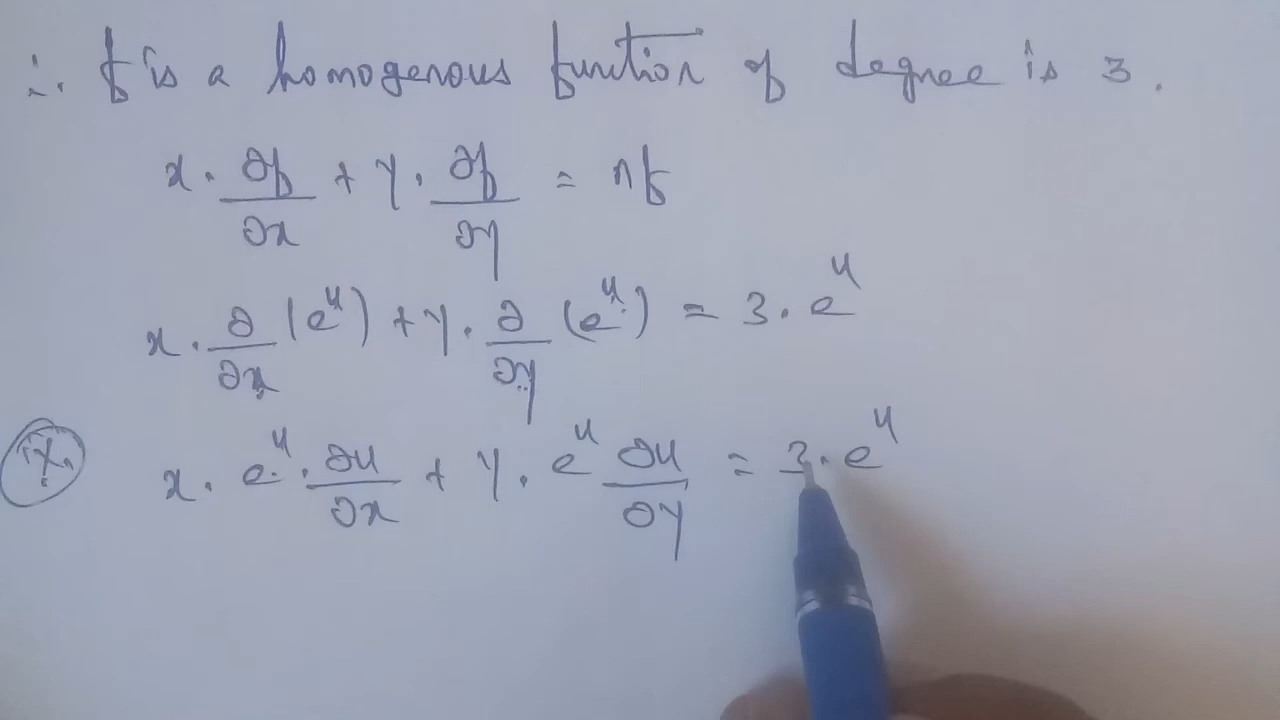 ∴ f is a homogenous function of degree is 3.
x · ∂f/∂x + y · ∂f/∂y = nf
x · ∂/∂x (e^u) + y · ∂/∂y (e^u) = 3 · e^u
x · e^u · ∂u/∂x + y · e^u ∂u/∂y = 3 · e^u